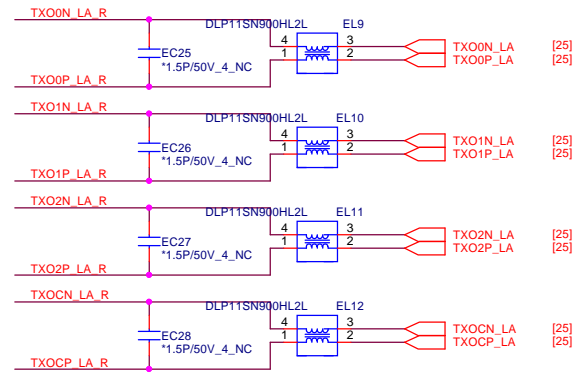 DLP11SN900HL2L EL9
TXO0N_LA_R
4 3 TXO0N_LA [25]
EC25 1 2 TXO0P_LA [25]
*1.5P/50V_4_NC
TXO0P_LA_R
TXO1N_LA_R
DLP11SN900HL2L EL10
4 3 TXO1N_LA [25]
EC26 1 2 TXO1P_LA [25]
*1.5P/50V_4_NC
TXO1P_LA_R
TXO2N_LA_R
DLP11SN900HL2L EL11
4 3 TXO2N_LA [25]
EC27 1 2 TXO2P_LA [25]
*1.5P/50V_4_NC
TXO2P_LA_R
TXOCN_LA_R
DLP11SN900HL2L EL12
4 3 TXOCN_LA [25]
EC28 1 2 TXOCP_LA [25]
*1.5P/50V_4_NC
TXOCP_LA_R